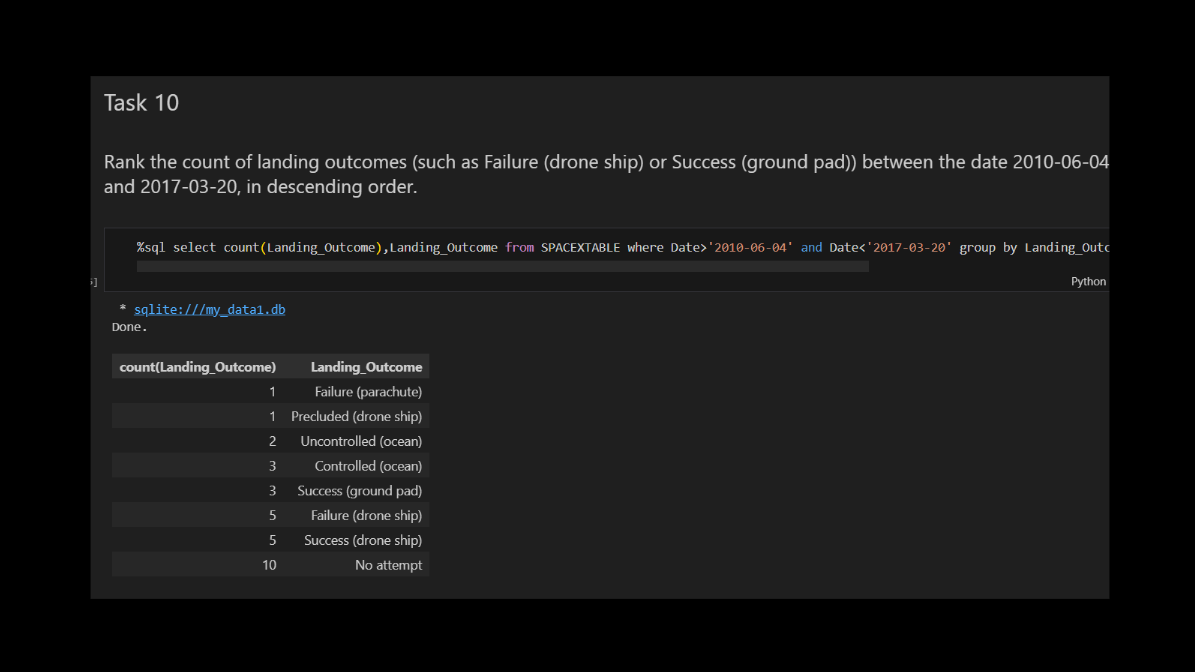 Task 10
Rank the count of landing outcomes (such as Failure (drone ship) or Success (ground pad)) between the date 2010-06-04
and 2017-03-20, in descending order.
%sql select count(Landing_Outcome),Landing_Outcome from SPACEXTABLE where Date>'2010-06-04' and Date<'2017-03-20' group by Landing_Outc
]
Python
* sqlite:///my_data1.db
Done.
count(Landing_Outcome) Landing_Outcome
1 Failure (parachute)
1 Precluded (drone ship)
2 Uncontrolled (ocean)
3 Controlled (ocean)
3 Success (ground pad)
5 Failure (drone ship)
5 Success (drone ship)
10 No attempt